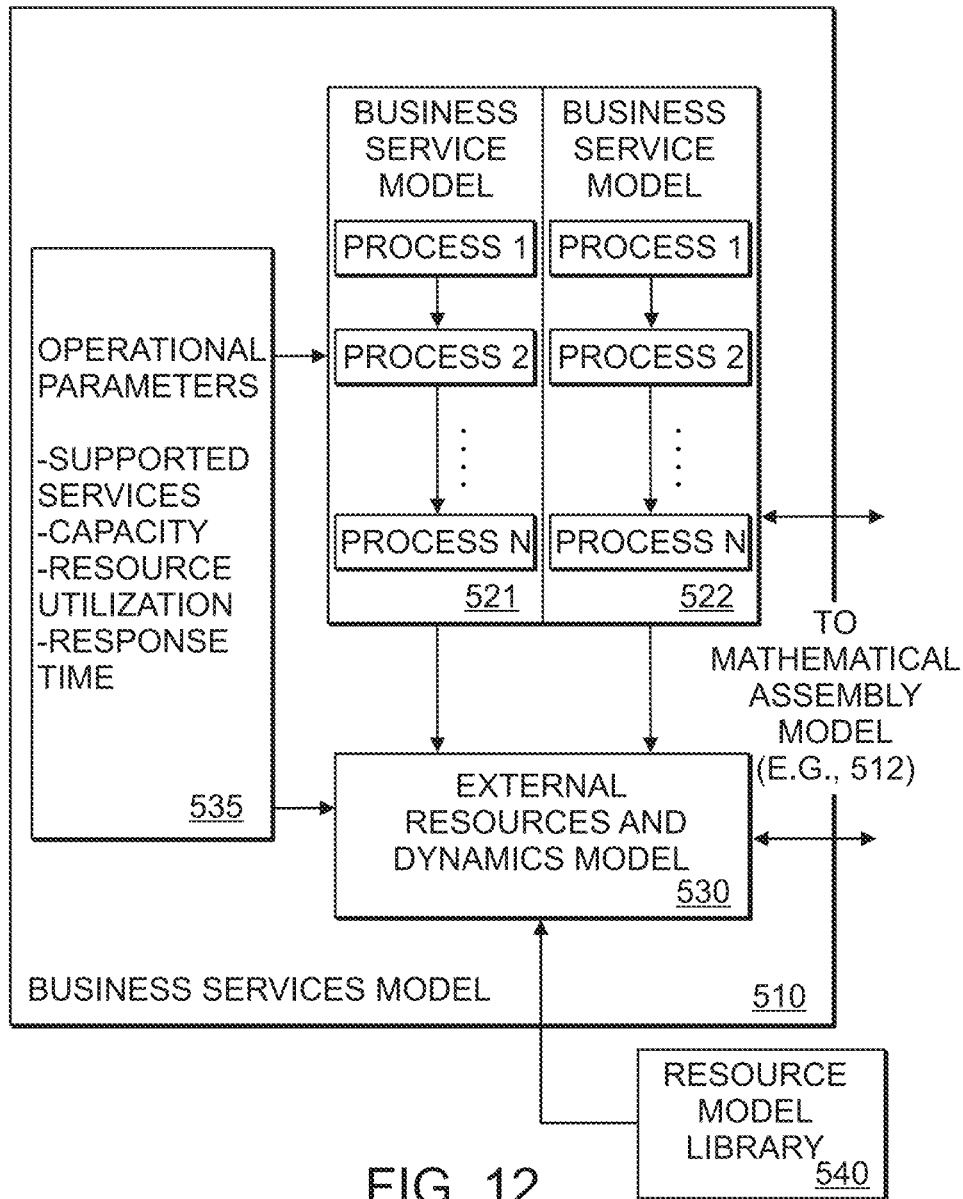 BUSINESS
SERVICE
MODEL
PROCESS 1
PROCESS 2
PROCESS N
521
BUSINESS
SERVICE
MODEL
PROCESS 1
PROCESS 2
PROCESS N
522
OPERATIONAL
PARAMETERS
-SUPPORTED
SERVICES
-CAPACITY
-RESOURCE
UTILIZATION
-RESPONSE
TIME
535
TO
MATHEMATICAL
ASSEMBLY
MODEL
(E.G., 512)
EXTERNAL
RESOURCES AND
DYNAMICS MODEL
530
BUSINESS SERVICES MODEL
510
RESOURCE
MODEL
LIBRARY
540
FIG. 12